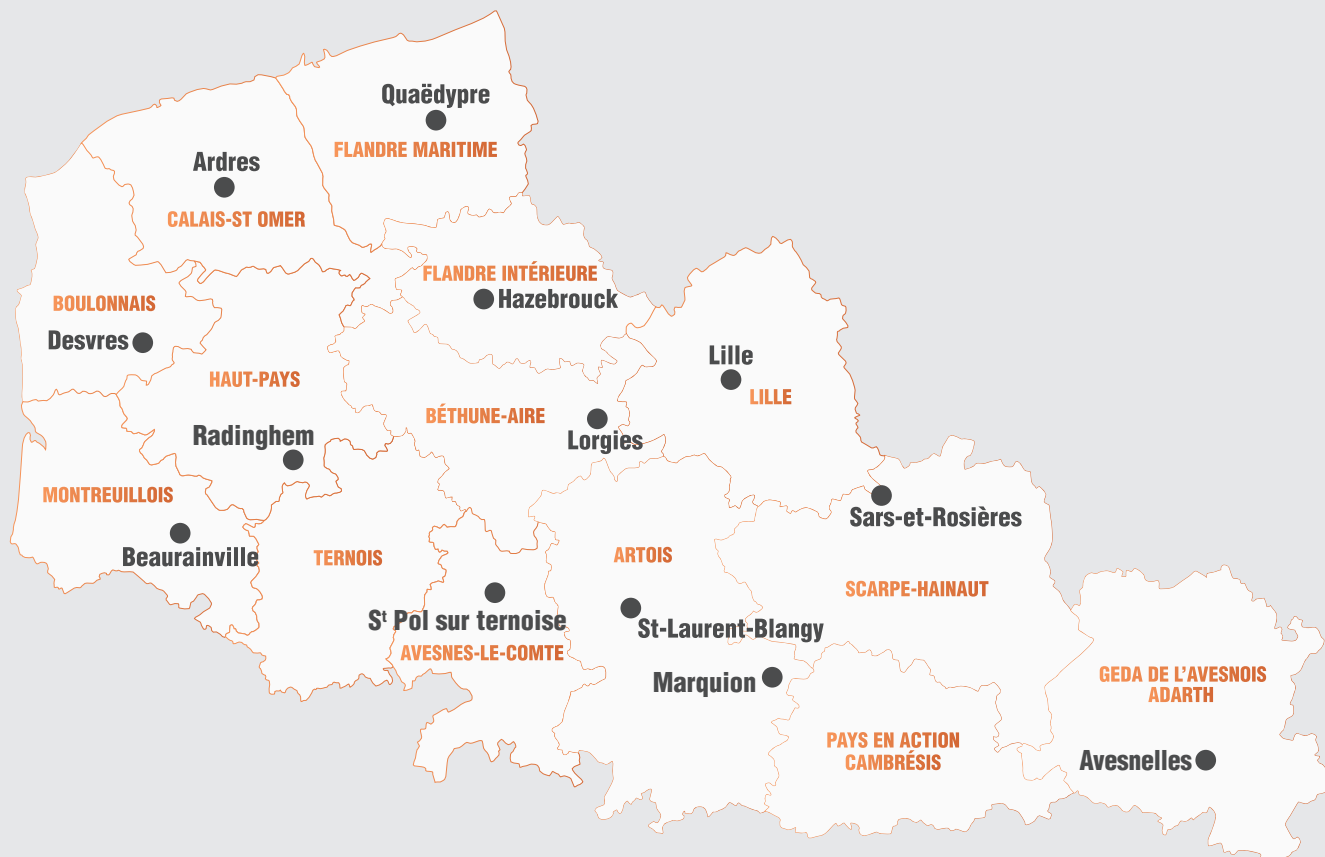 Quaëdypre
FLANDRE MARITIME
Ardres
CALAIS-ST OMER
FLANDRE INTÉRIEURE
Hazebrouck
BOULONNAIS
Desvres
Lille
LILLE
HAUT-PAYS
BÉTHUNE-AIRE
Radinghem
Lorgies
MONTREUILLOIS
Sars-et-Rosières
Beaurainville
TERNOIS
ARTOIS
SCARPE-HAINAUT
St Pol sur ternoise
St-Laurent-Blangy
AVESNES-LE-COMTE
Marquion
GEDA DE L'AVESNOIS
ADARTH
PAYS EN ACTION
CAMBRÉSIS
Avesnelles